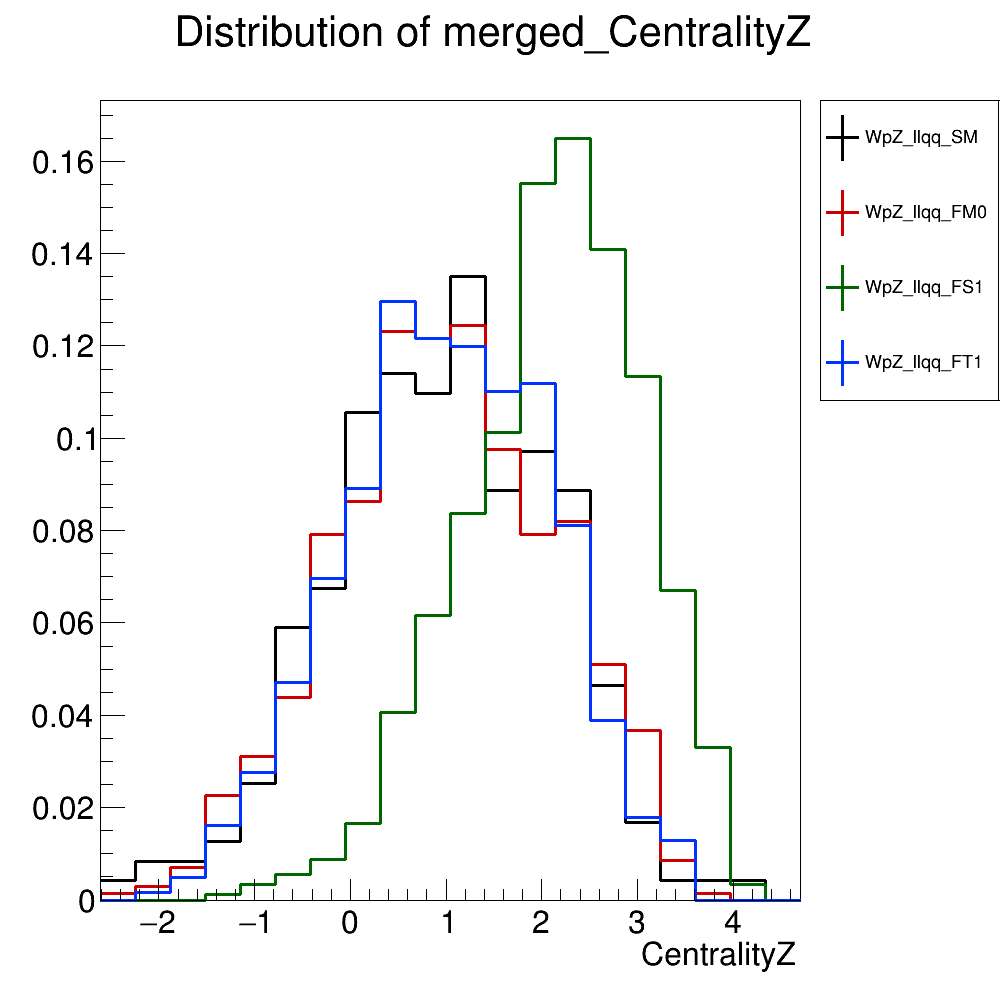 Distribution of merged_CentralityZ
WpZ_llqq_SM
WpZ_llqq_FM0
WpZ_llqq_FS1
WpZ_llqq_FT1
0.16
0.14
0.12
0.1
0.08
0.06
0.04
0.02
0
−2 −1 0 1 2 3 4
CentralityZ